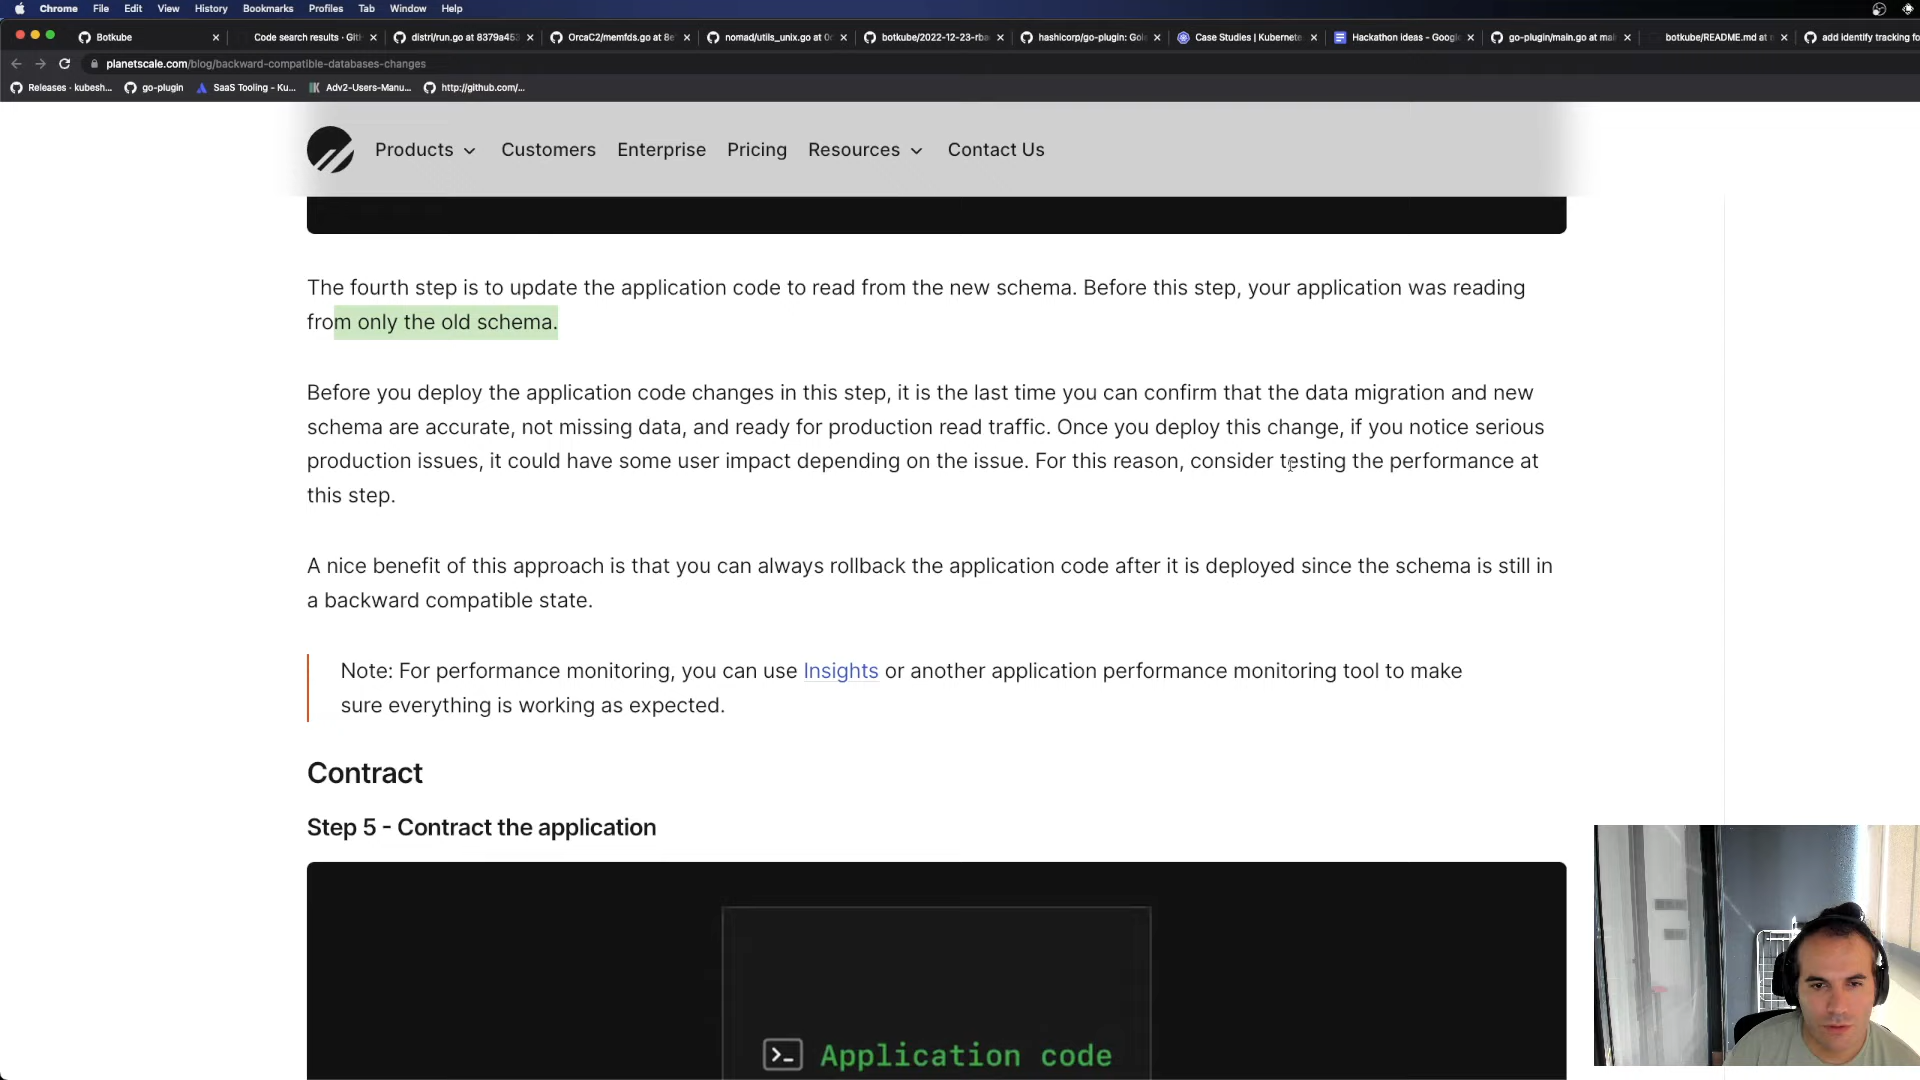 Chrome File Edit View History Bookmarks Profiles Tab Window Help
Botkube
Code search results · Git
distri/run.go at 8379a453
OrcaC2/memfds.go at 8e
nomad/utils_unix.go at 0
botkube/2022-12-23-rba
hashicorp/go-plugin: Gol
Case Studies | Kubernete
Hackathon ideas - Google
go-plugin/main.go at mai
botkube/README.md at
add identify tracking fo
planetscale.com/blog/backward-compatible-databases-changes
Releases · kubesh...
go-plugin
SaaS Tooling - Ku...
Adv2-Users-Manu...
http://github.com/...
Products Customers Enterprise Pricing Resources Contact Us
The fourth step is to update the application code to read from the new schema. Before this step, your application was reading
from only the old schema.
Before you deploy the application code changes in this step, it is the last time you can confirm that the data migration and new
schema are accurate, not missing data, and ready for production read traffic. Once you deploy this change, if you notice serious
production issues, it could have some user impact depending on the issue. For this reason, consider testing the performance at
this step.
A nice benefit of this approach is that you can always rollback the application code after it is deployed since the schema is still in
a backward compatible state.
Note: For performance monitoring, you can use Insights or another application performance monitoring tool to make
sure everything is working as expected.
Contract
Step 5 - Contract the application
>_ Application code